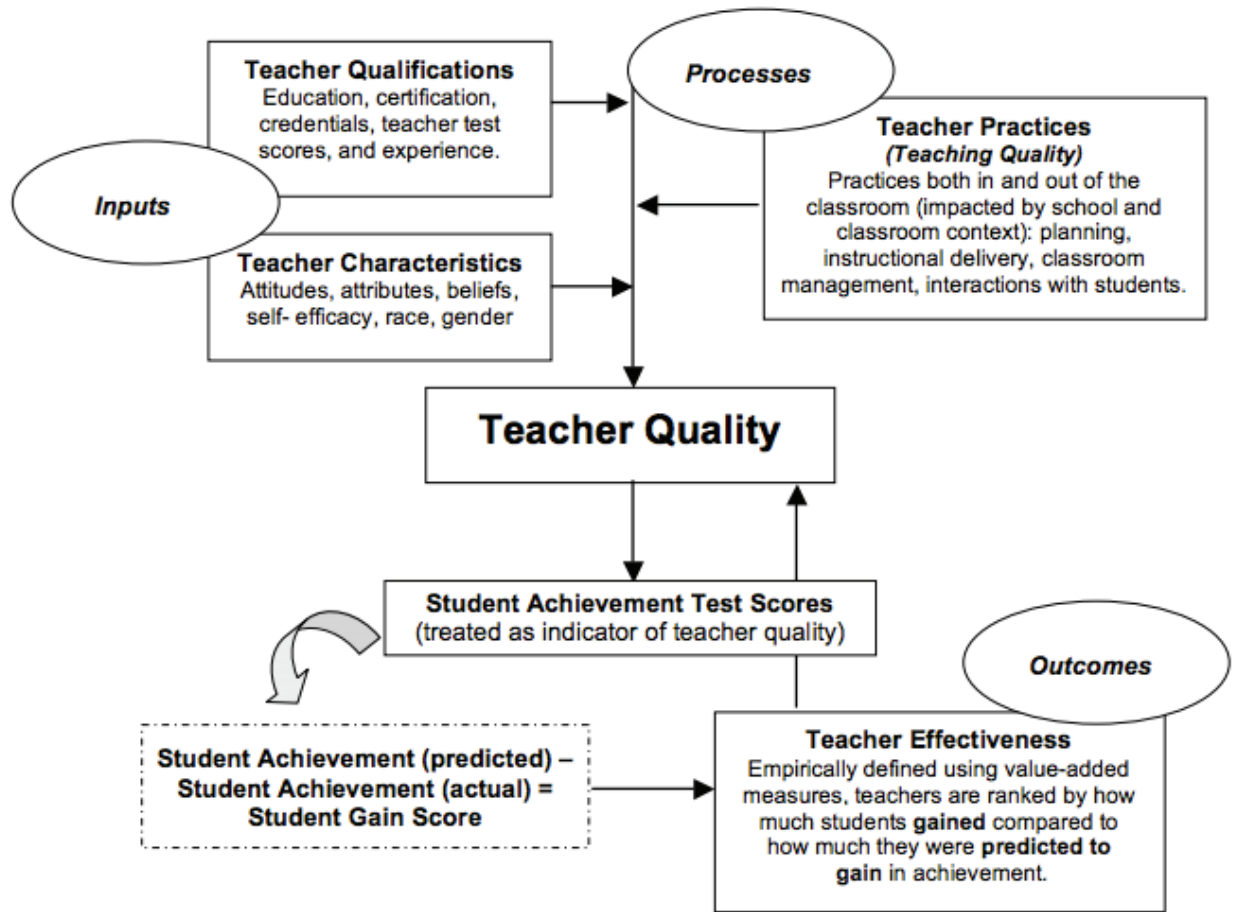 Teacher Qualifications
Education, certification,
credentials, teacher test
scores, and experience.
Processes
Inputs
Teacher Practices
(Teaching Quality)
Practices both in and out of the
classroom (impacted by school and
classroom context): planning,
instructional delivery, classroom
management, interactions with students.
Teacher Characteristics
Attitudes, attributes, beliefs,
self- efficacy, race, gender
Teacher Quality
Student Achievement Test Scores
(treated as indicator of teacher quality)
Outcomes
Student Achievement (predicted) –
Student Achievement (actual) =
Student Gain Score
Teacher Effectiveness
Empirically defined using value-added
measures, teachers are ranked by how
much students gained compared to
how much they were predicted to
gain in achievement.